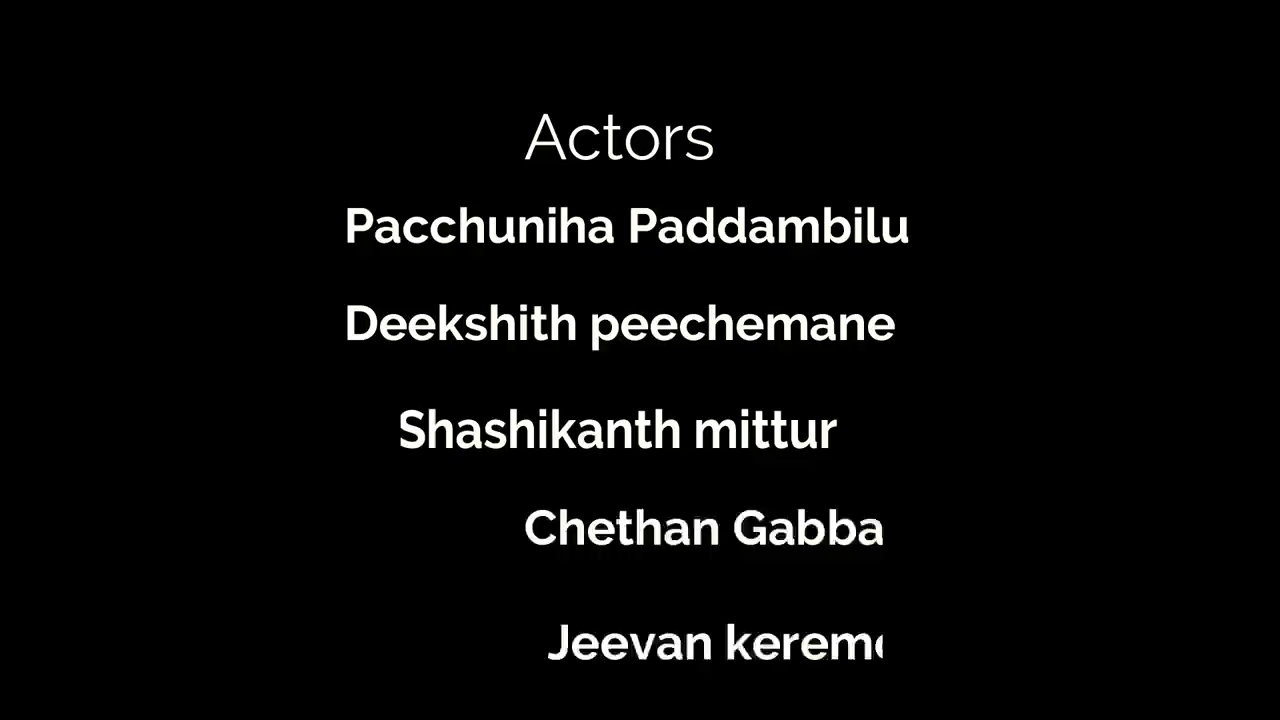 Actors
Pacchuniha Paddambilu
Deekshith peechemane
Shashikanth mittur
Chethan Gabba
Jeevan